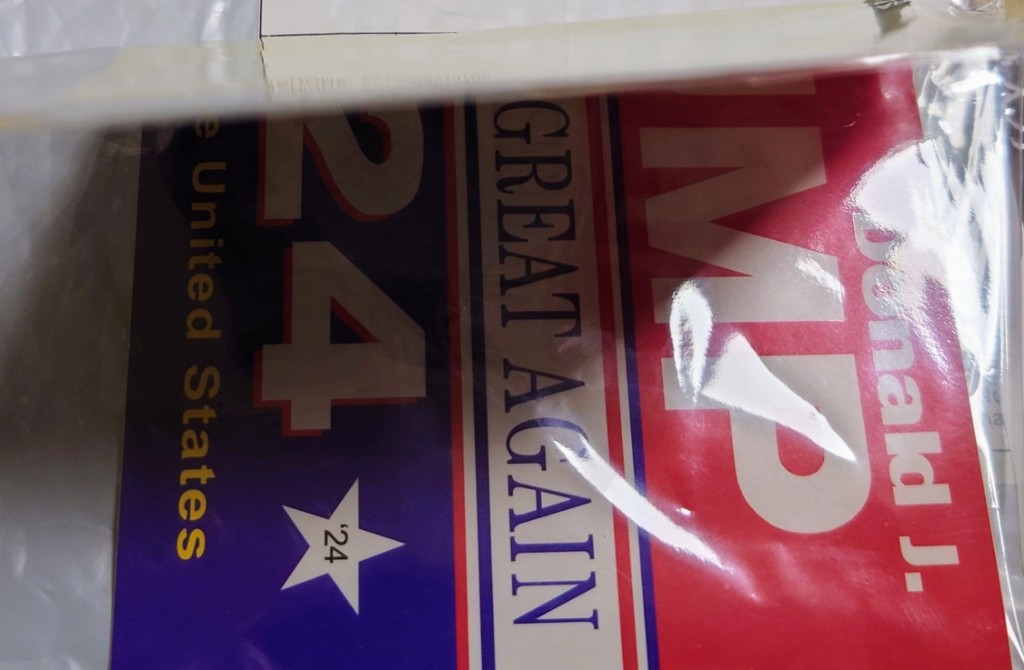 Donald J.
MP
GREAT AGAIN
24
'24
e United States